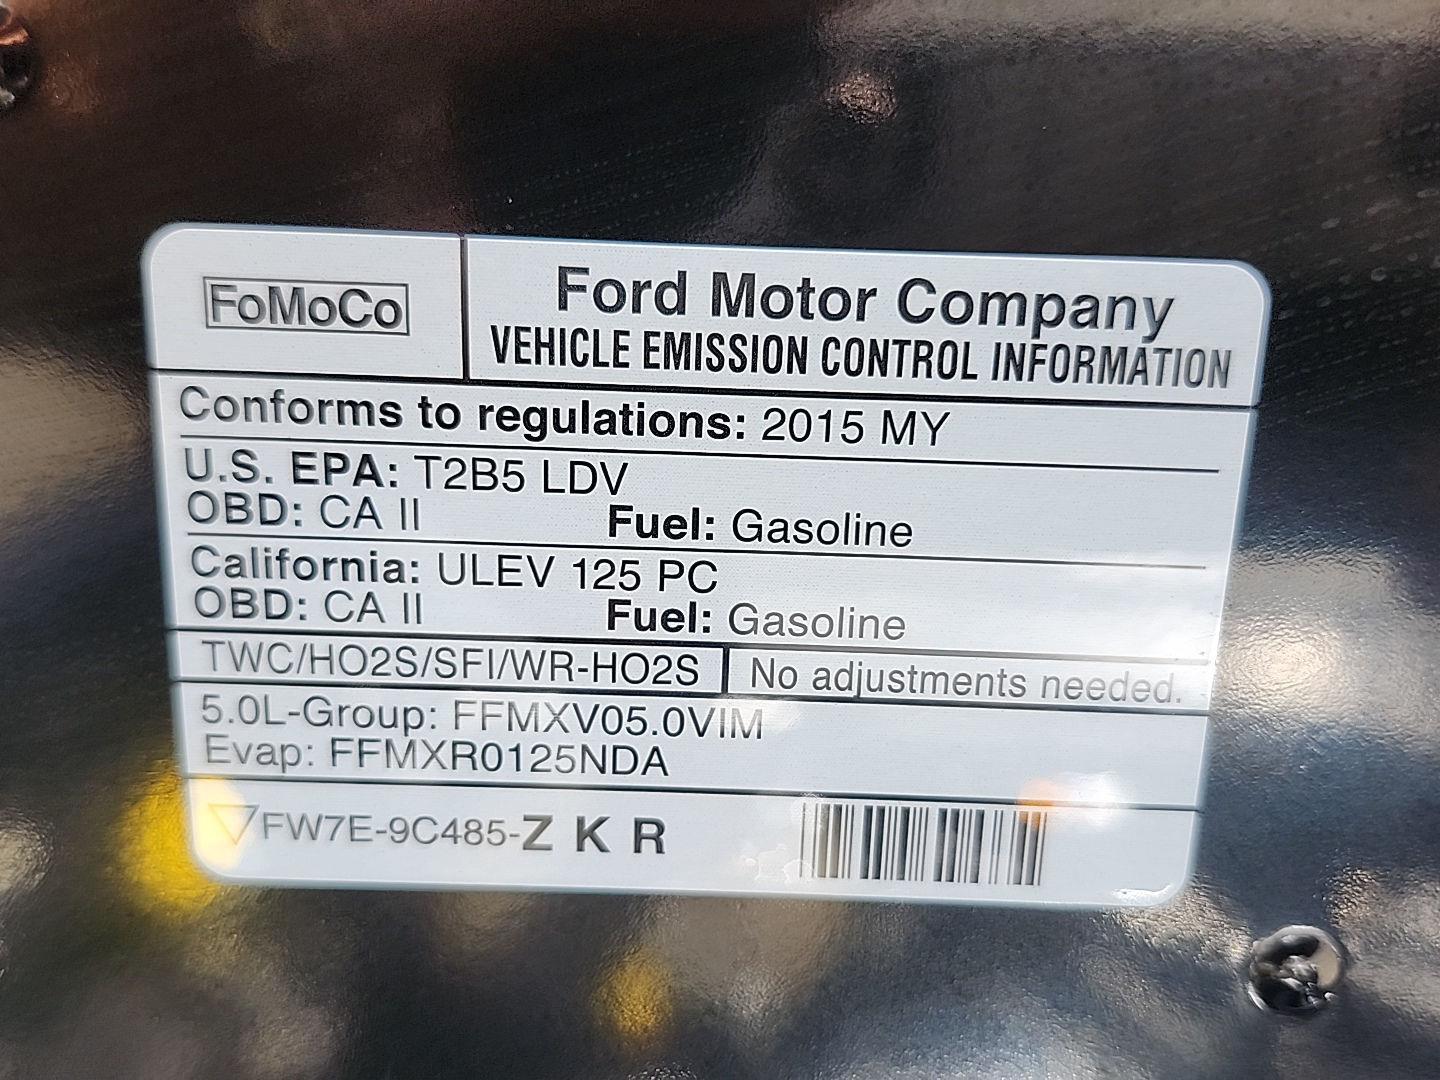 FoMoCo
Ford Motor Company
VEHICLE EMISSION CONTROL INFORMATION
Conforms to regulations: 2015 MY
U.S. EPA: T2B5 LDV
OBD: CA II Fuel: Gasoline
California: ULEV 125 PC
OBD: CA II Fuel: Gasoline
TWC/HO2S/SFI/WR-HO2S No adjustments needed.
5.0L-Group: FFMXV05.0VIM
Evap: FFMXR0125NDA
FW7E-9C485-Z K R